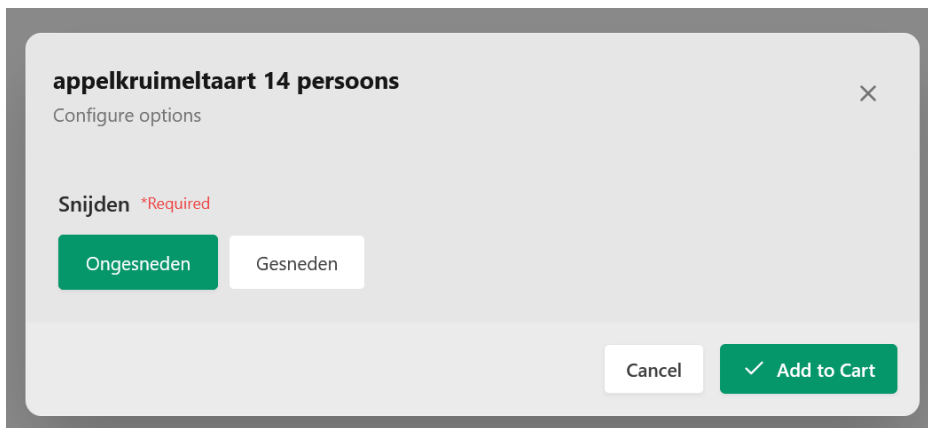 appelkruimeltaart 14 persoons
Configure options
Snijden *Required
Ongesneden Gesneden
Cancel Add to Cart